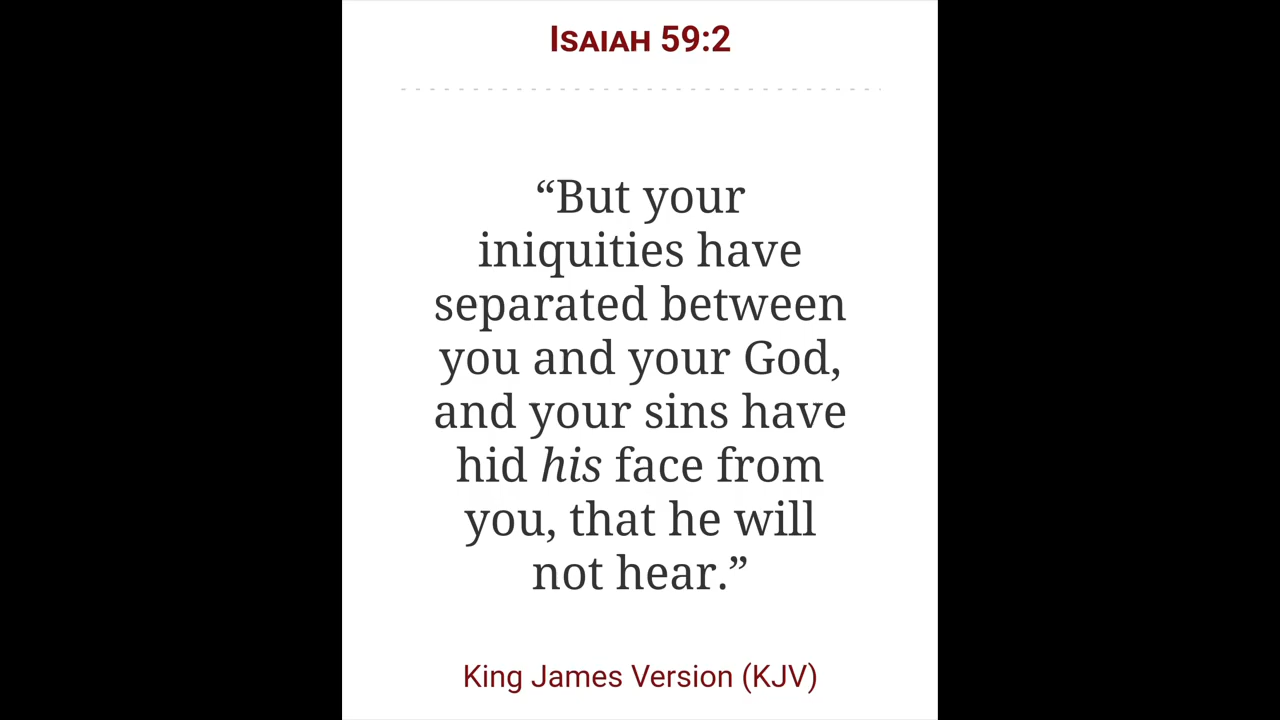 Isaiah 59:2
“But your
iniquities have
separated between
you and your God,
and your sins have
hid his face from
you, that he will
not hear.”
King James Version (KJV)